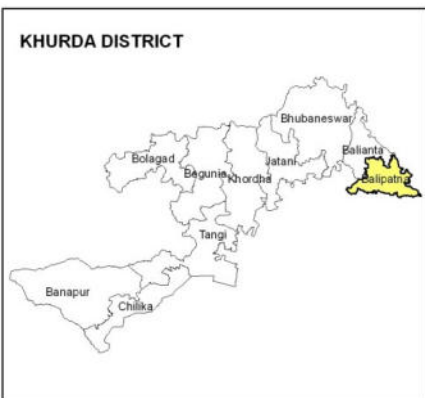 KHURDA DISTRICT
Bhubaneswar
Balianta
Bolagad
Jatani
Begunia
Khordha
Balipatna
Tangi
Banapur
Chilika